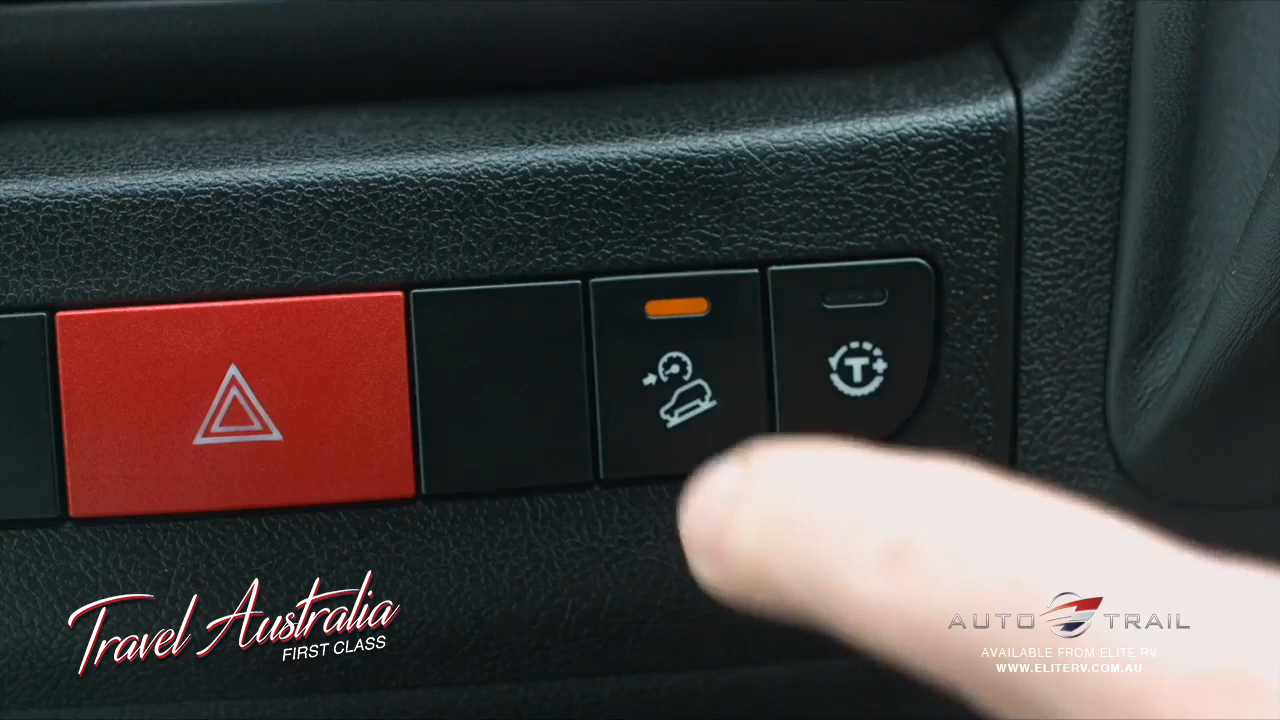 T+
Travel Australia
FIRST CLASS
AUTO TRAIL
AVAILABLE FROM ELITE RV
WWW.ELITERV.COM.AU